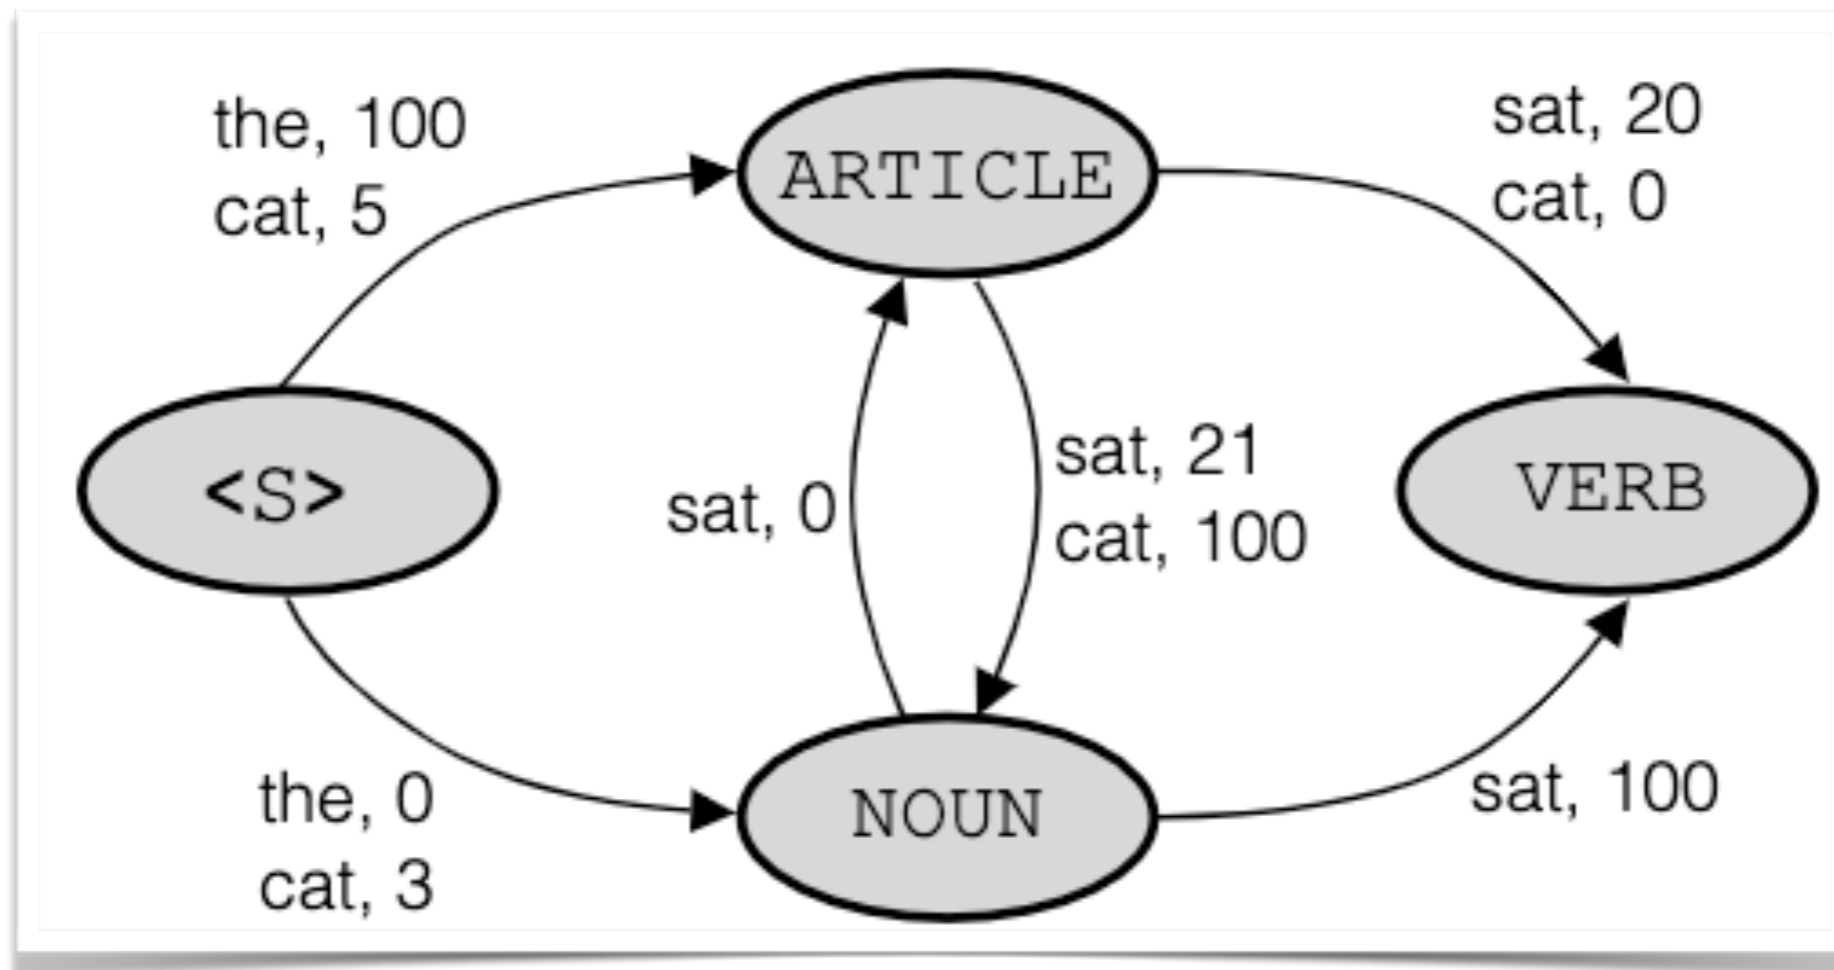 the, 100
cat, 5
ARTICLE
sat, 20
cat, 0
<S>
sat, 0
sat, 21
cat, 100
VERB
the, 0
cat, 3
NOUN
sat, 100